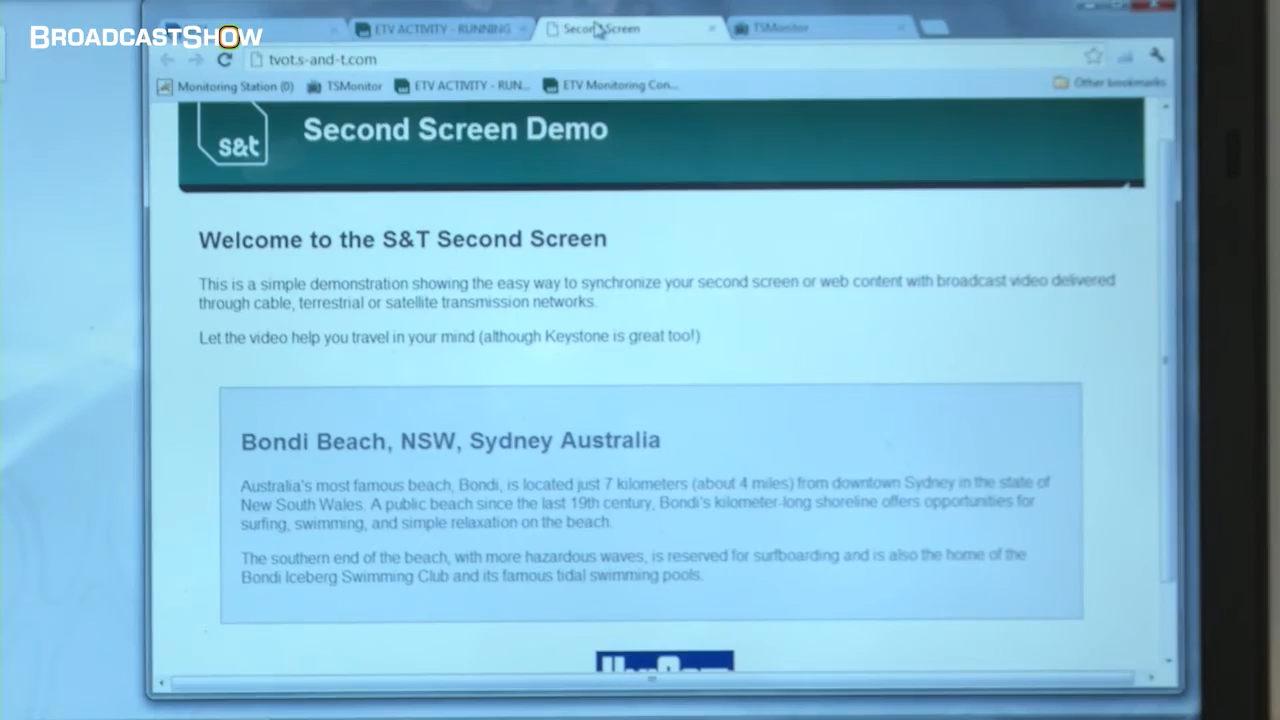 BROADCASTSHOW
ETV ACTIVITY - RUNNING
Second Screen
TSMonitor
tvot.s-and-t.com
Monitoring Station (0)
TSMonitor
ETV ACTIVITY - RUN...
ETV Monitoring Con...
Other bookmarks
s&t
Second Screen Demo
Welcome to the S&T Second Screen
This is a simple demonstration showing the easy way to synchronize your second screen or web content with broadcast video delivered
through cable, terrestrial or satellite transmission networks.
Let the video help you travel in your mind (although Keystone is great too!)
Bondi Beach, NSW, Sydney Australia
Australia's most famous beach, Bondi, is located just 7 kilometers (about 4 miles) from downtown Sydney in the state of
New South Wales. A public beach since the last 19th century, Bondi's kilometer-long shoreline offers opportunities for
surfing, swimming, and simple relaxation on the beach.
The southern end of the beach, with more hazardous waves, is reserved for surfboarding and is also the home of the
Bondi Iceberg Swimming Club and its famous tidal swimming pools.